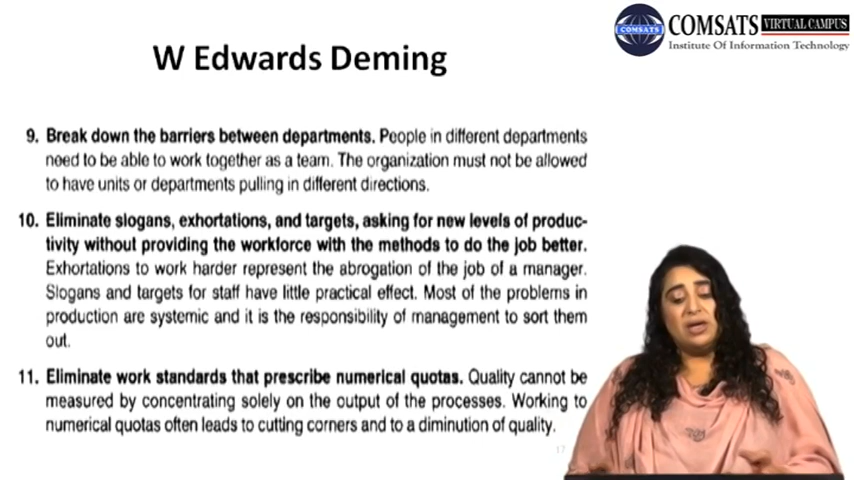 COMSATS VIRTUAL CAMPUS
COMSATS
Institute Of Information Technology
W Edwards Deming
9. Break down the barriers between departments. People in different departments
need to be able to work together as a team. The organization must not be allowed
to have units or departments pulling in different directions.
10. Eliminate slogans, exhortations, and targets, asking for new levels of produc-
tivity without providing the workforce with the methods to do the job better.
Exhortations to work harder represent the abrogation of the job of a manager.
Slogans and targets for staff have little practical effect. Most of the problems in
production are systemic and it is the responsibility of management to sort them
out.
11. Eliminate work standards that prescribe numerical quotas. Quality cannot be
measured by concentrating solely on the output of the processes. Working to
numerical quotas often leads to cutting corners and to a diminution of quality.
17